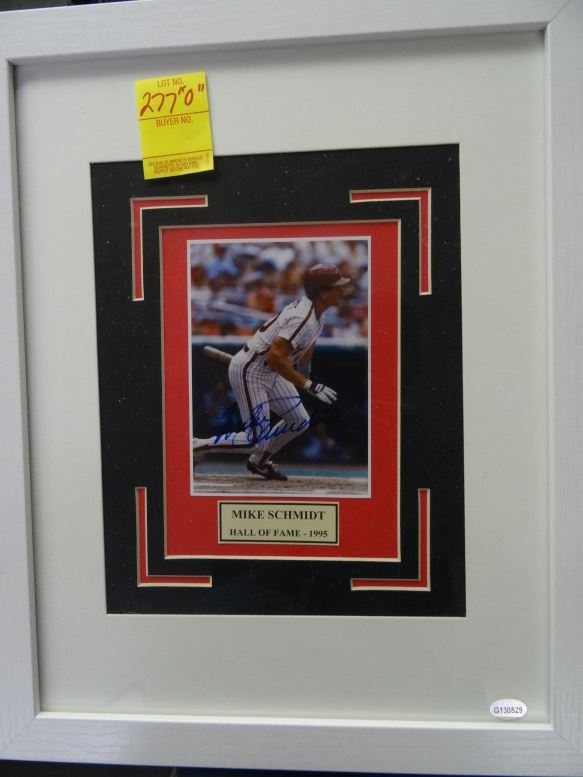 LOT NO.
277"0"
BUYER NO.
MIKE SCHMIDT
HALL OF FAME - 1995
G130529